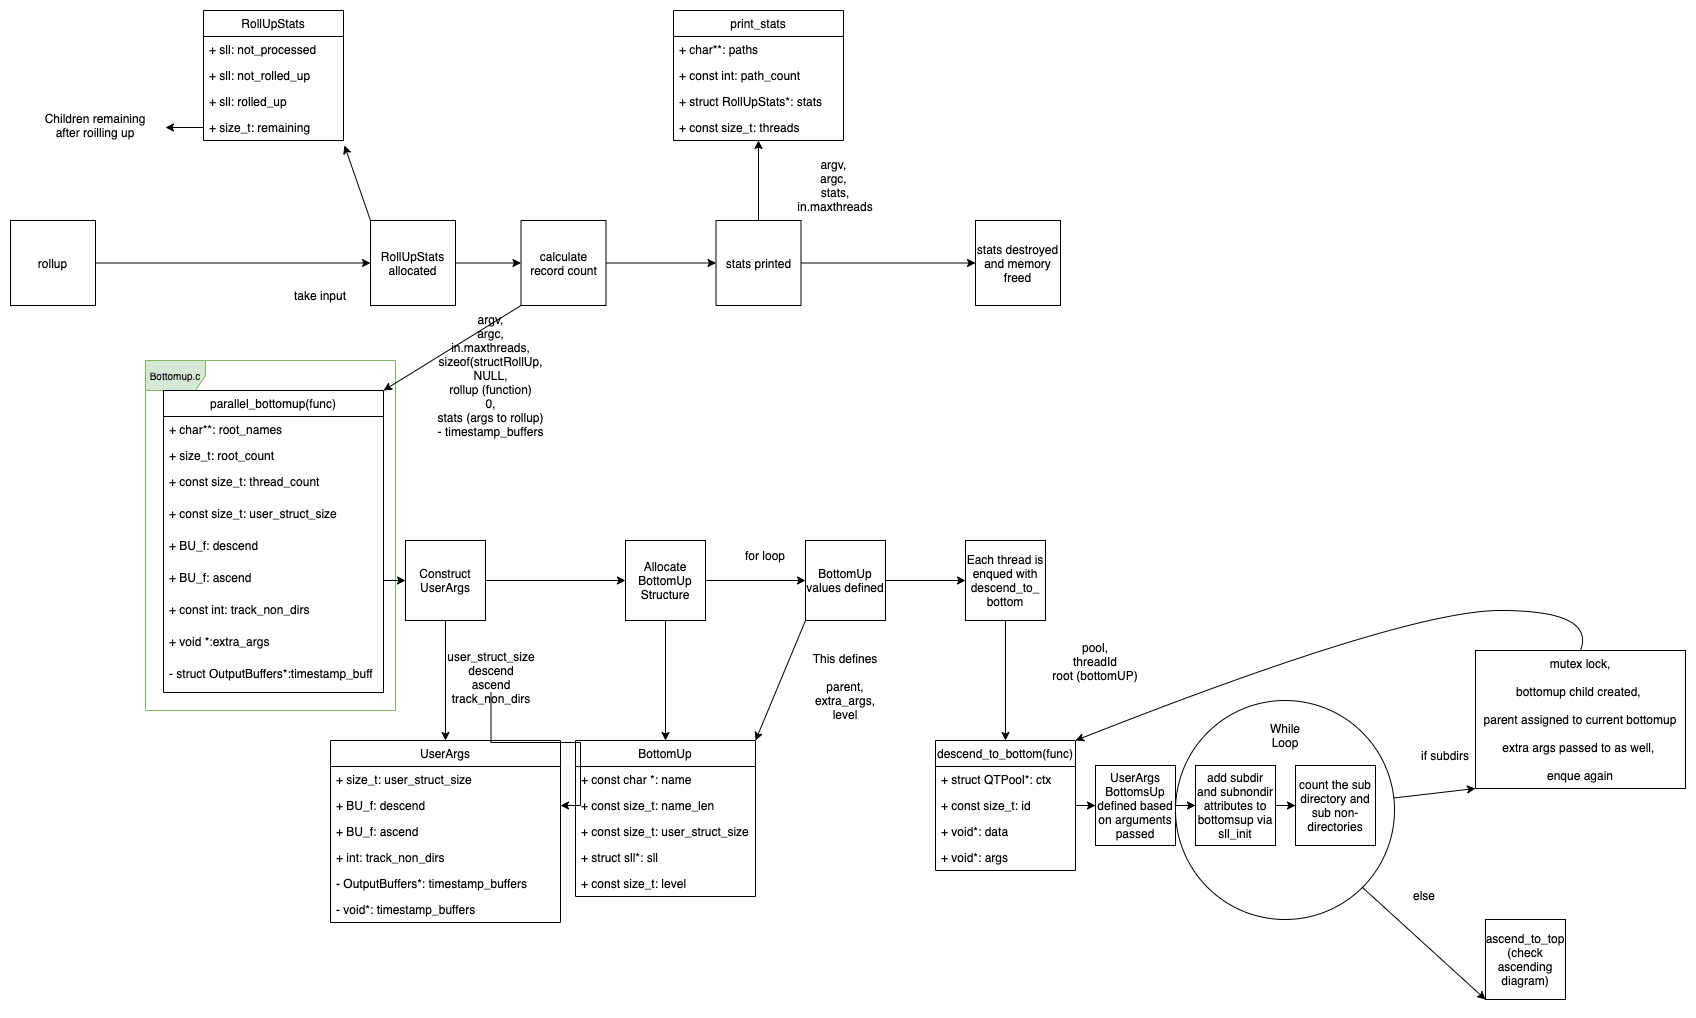 RollUpStats
+ sll: not_processed
+ sll: not_rolled_up
+ sll: rolled_up
+ size_t: remaining
Children remaining
after roilling up
print_stats
+ char**: paths
+ const int: path_count
+ struct RollUpStats*: stats
+ const size_t: threads
argv,
argc,
stats,
in.maxthreads
rollup
take input
RollUpStats
allocated
calculate
record count
stats printed
stats destroyed
and memory
freed
argv,
argc,
in.maxthreads,
sizeof(structRollUp,
NULL,
rollup (function)
0,
stats (args to rollup)
- timestamp_buffers
Bottomup.c
parallel_bottomup(func)
+ char**: root_names
+ size_t: root_count
+ const size_t: thread_count
+ const size_t: user_struct_size
+ BU_f: descend
+ BU_f: ascend
+ const int: track_non_dirs
+ void *:extra_args
- struct OutputBuffers*:timestamp_buff
Construct
UserArgs
Allocate
BottomUp
Structure
for loop
BottomUp
values defined
Each thread is
enqued with
descend_to_
bottom
user_struct_size
descend
ascend
track_non_dirs
This defines
parent,
extra_args,
level
pool,
threadId
root (bottomUP)
UserArgs
+ size_t: user_struct_size
+ BU_f: descend
+ BU_f: ascend
+ int: track_non_dirs
- OutputBuffers*: timestamp_buffers
- void*: timestamp_buffers
BottomUp
+ const char *: name
+ const size_t: name_len
+ const size_t: user_struct_size
+ struct sll*: sll
+ const size_t: level
descend_to_bottom(func)
+ struct QTPool*: ctx
+ const size_t: id
+ void*: data
+ void*: args
UserArgs
BottomsUp
defined based
on arguments
passed
While
Loop
add subdir
and subnondir
attributes to
bottomsup via
sll_init
count the sub
directory and
sub non-
directories
if subdirs
mutex lock,
bottomup child created,
parent assigned to current bottomup
extra args passed to as well,
enque again
else
ascend_to_top
(check
ascending
diagram)